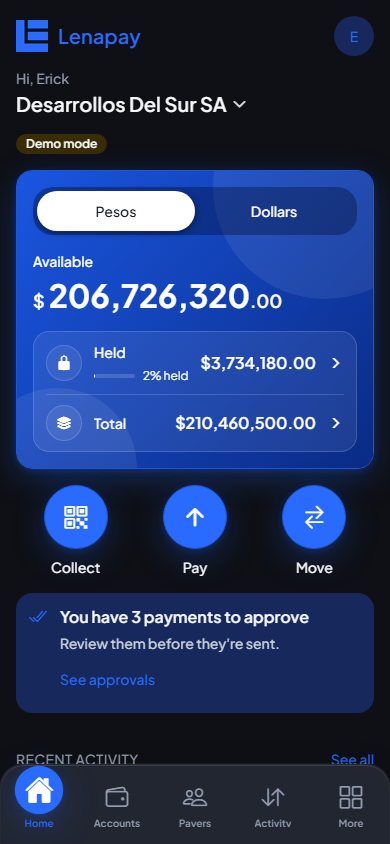 Lenapay
E
Hi, Erick
Desarrollos Del Sur SA
Demo mode
Pesos
Dollars
Available
$ 206,726,320.00
Held
2% held
$3,734,180.00
Total
$210,460,500.00
Collect
Pay
Move
You have 3 payments to approve
Review them before they're sent.
See approvals
RECENT ACTIVITY
See all
Home
Accounts
Payers
Activity
More